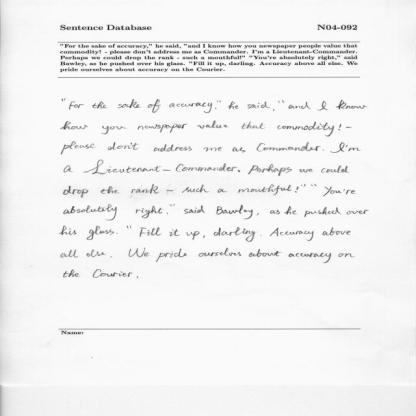 Sentence Database N04-092
"For the sake of accuracy," he said, "and I know how you newspaper people value that
commodity! - please don't address me as Commander. I'm a Lieutenant-Commander.
Perhaps we could drop the rank - such a mouthful!" "You're absolutely right," said
Bawley, as he pushed over his glass. "Fill it up, darling. Accuracy above all else. We
pride ourselves about accuracy on the Courier.
"For the sake of accuracy," he said, "and I know
how you newspaper value that commodity! -
please don't address me as Commander. I'm
a Lieutenant - Commander. Perhaps we could
drop the rank - such a mouthful!" "You're
absolutely right," said Bawley, as he pushed over
his glass. "Fill it up, darling. Accuracy above
all else. We pride ourselves about accuracy on
the Courier.
Name: